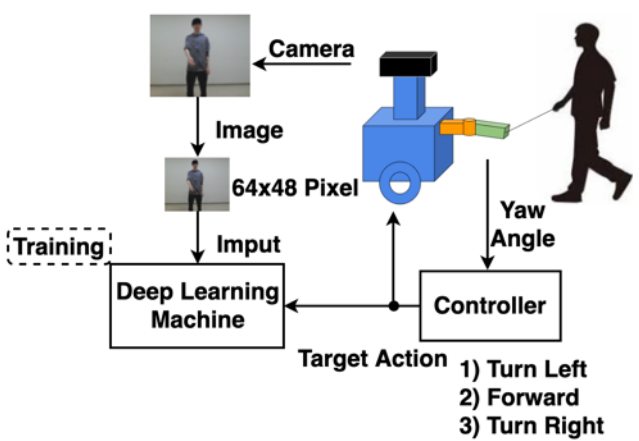 Camera
Image
64x48 Pixel
Yaw
Angle
Training
Imput
Deep Learning
Machine
Controller
Target Action
1) Turn Left
2) Forward
3) Turn Right